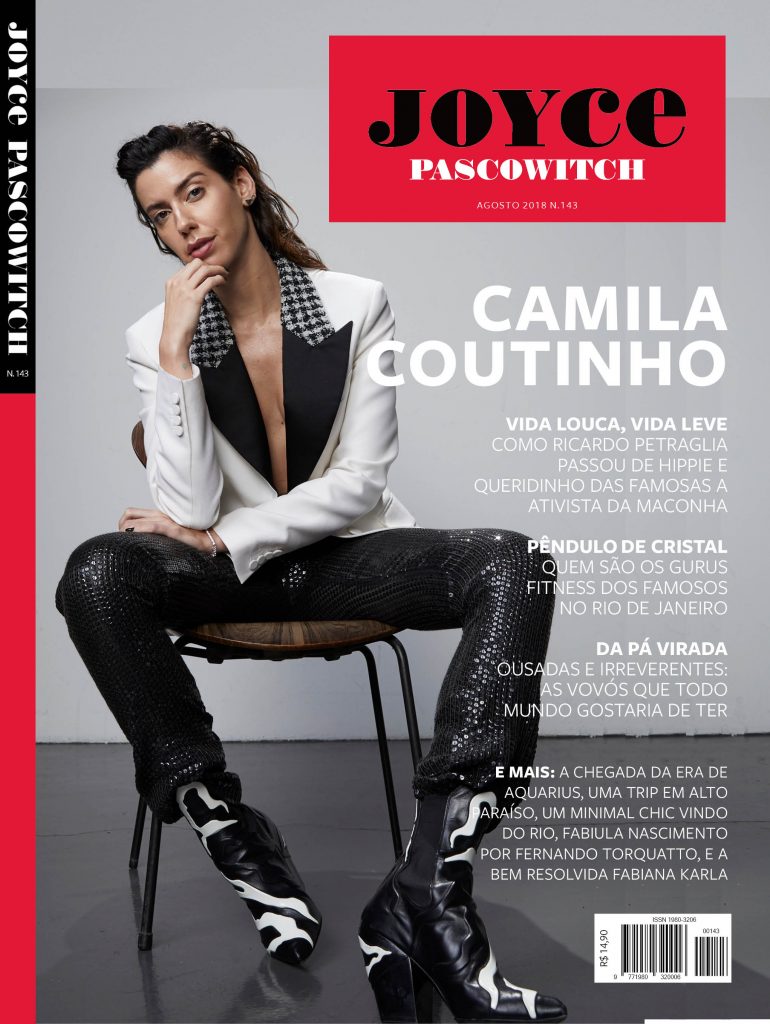 JOYCE PASCOWITCH
N.143
JOYCE
PASCOWITCH
AGOSTO 2018 N.143
CAMILA
COUTINHO
VIDA LOUCA, VIDA LEVE
COMO RICARDO PETRAGLIA
PASSOU DE HIPPIE E
QUERIDINHO DAS FAMOSAS A
ATIVISTA DA MACONHA
PÊNDULO DE CRISTAL
QUEM SÃO OS GURUS
FITNESS DOS FAMOSOS
NO RIO DE JANEIRO
DA PÁ VIRADA
OUSADAS E IRREVERENTES:
AS VOVÓS QUE TODO
MUNDO GOSTARIA DE TER
E MAIS: A CHEGADA DA ERA DE
AQUARIUS, UMA TRIP EM ALTO
PARAÍSO, UM MINIMAL CHIC VINDO
DO RIO, FABIULA NASCIMENTO
POR FERNANDO TORQUATTO, E A
BEM RESOLVIDA FABIANA KARLA
R$ 14,90
ISSN 1980-3206
00143
9 771980 320006